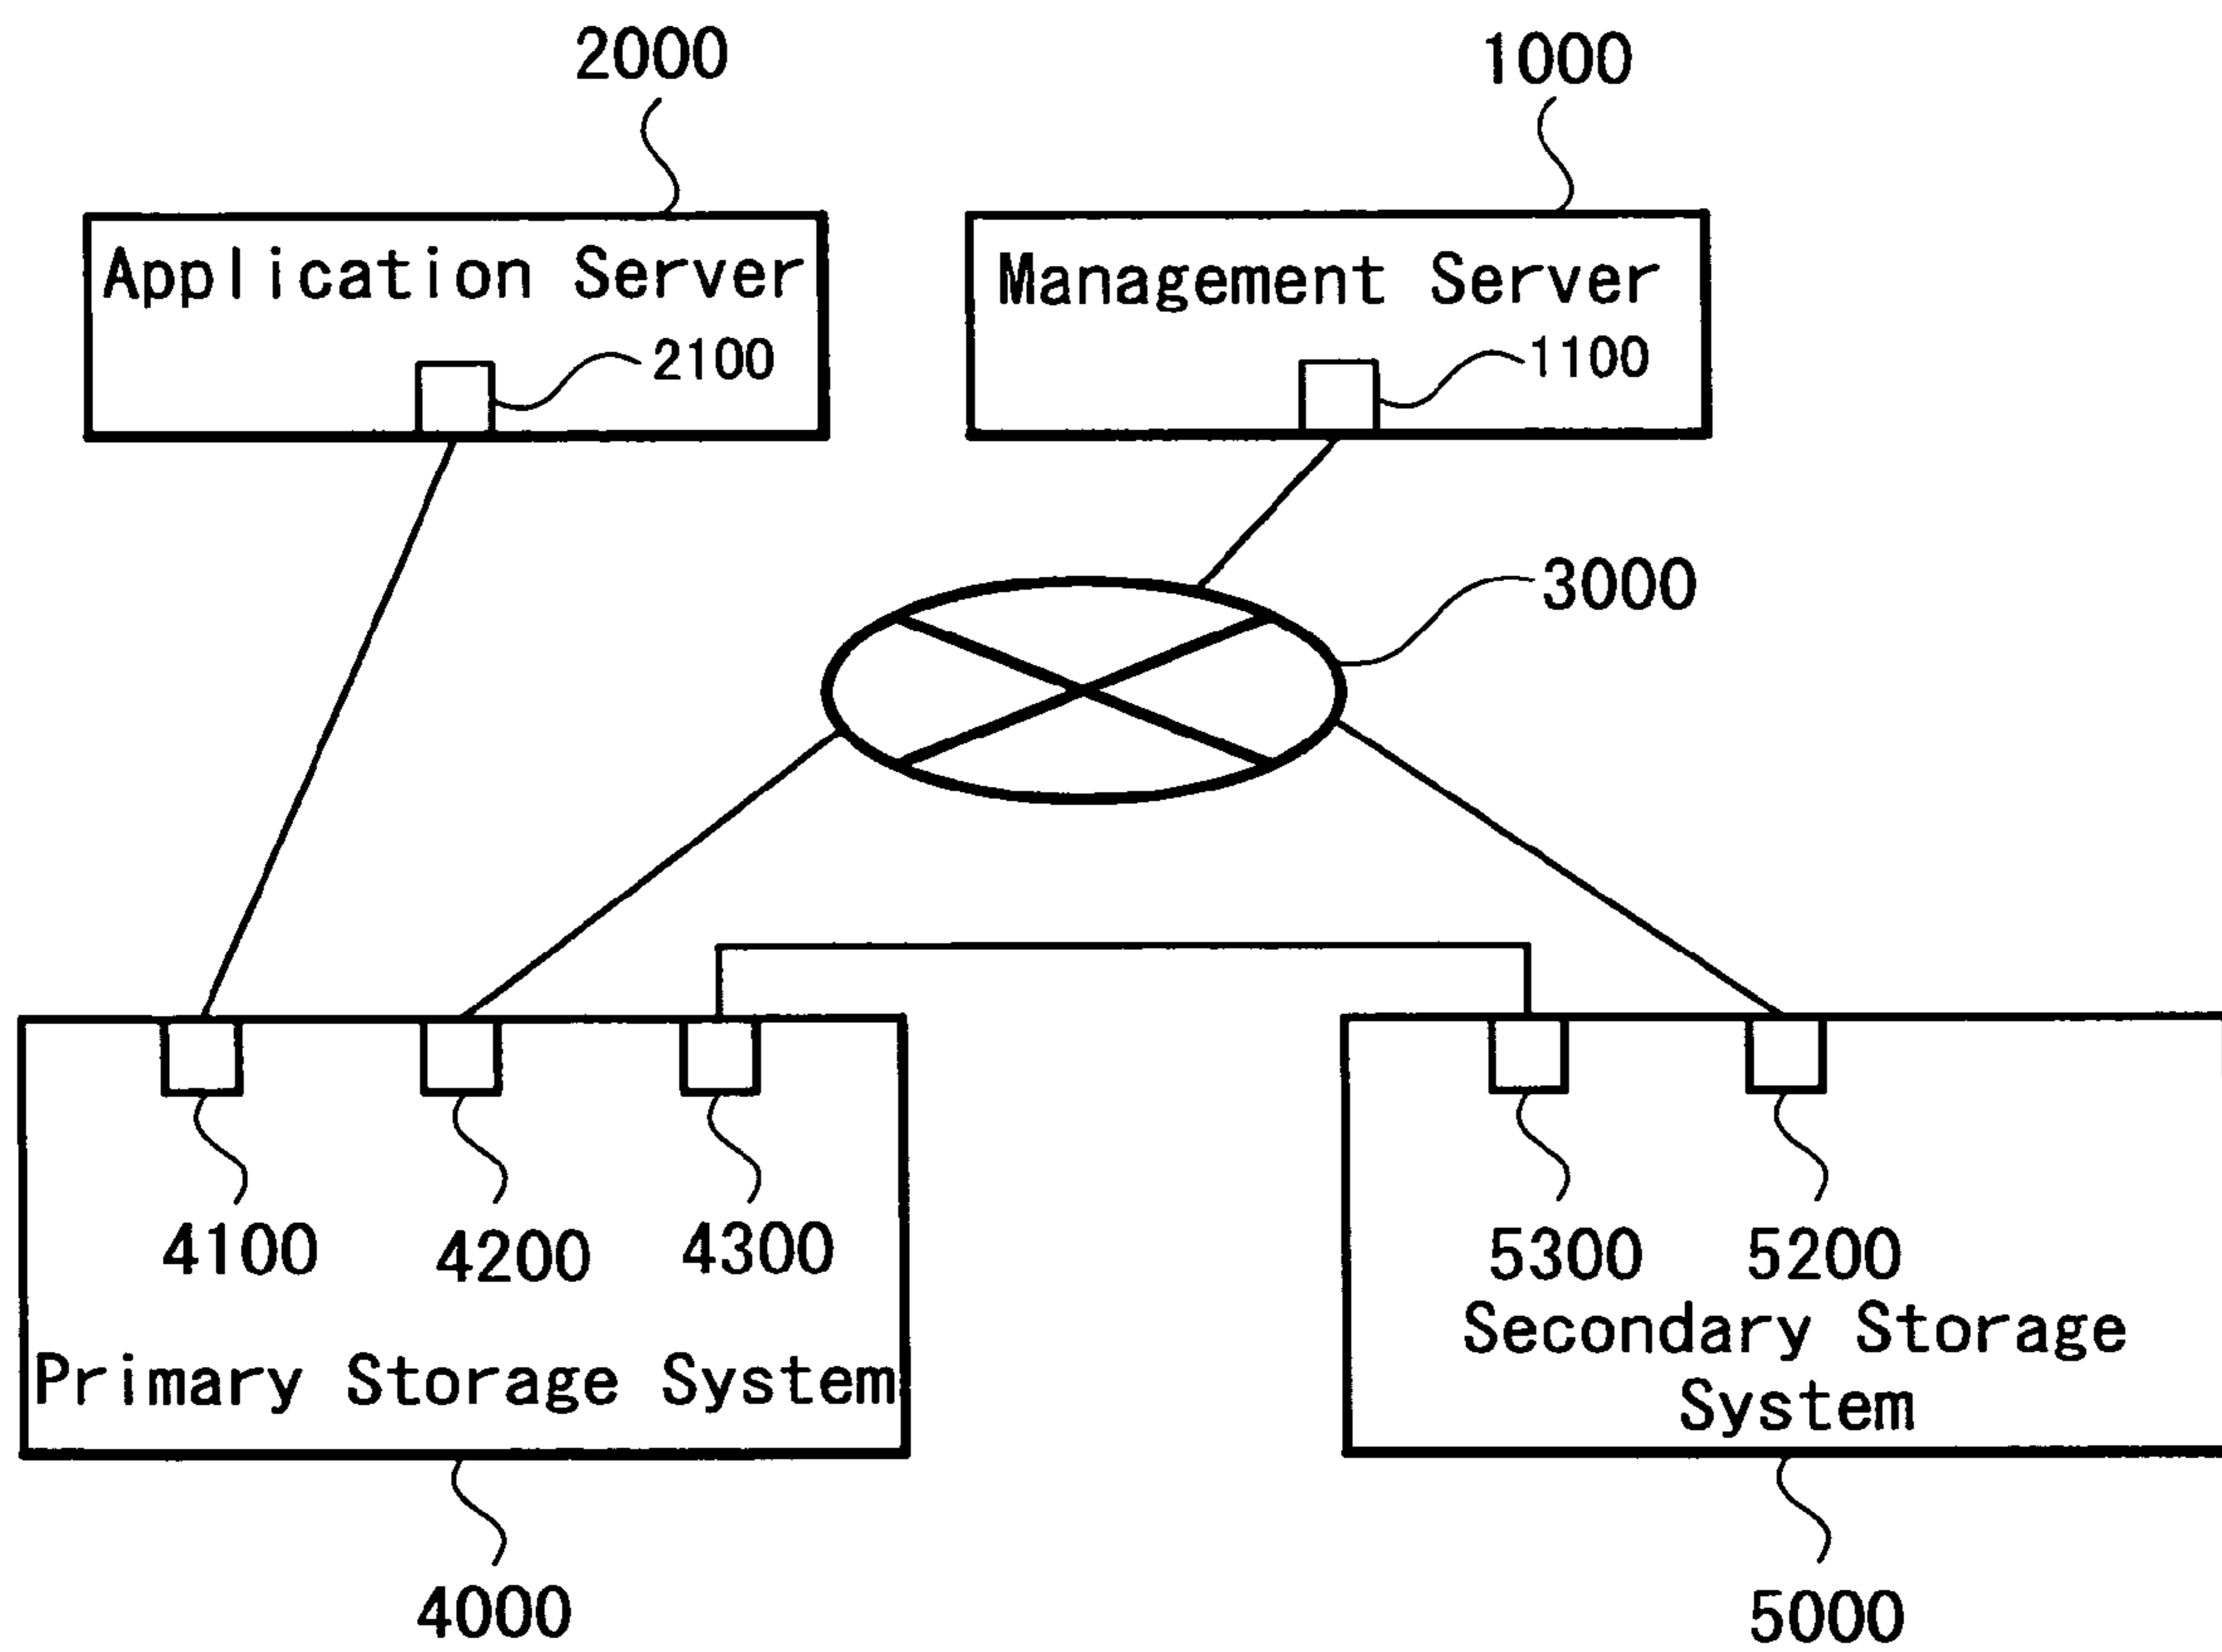 2000
1000
Application Server
Management Server
2100
1100
3000
4100
4200
4300
5300
5200
Primary Storage System
Secondary Storage
System
4000
5000